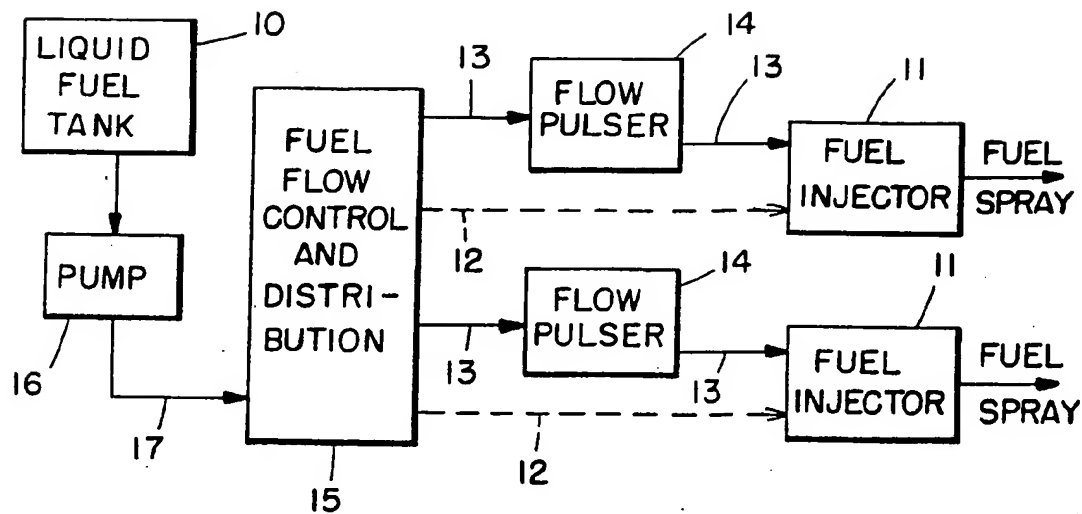 10
LIQUID
FUEL
TANK
PUMP
16
17
FUEL
FLOW
CONTROL
AND
DISTRI-
BUTION
15
13
14
FLOW
PULSER
13
11
FUEL
INJECTOR
FUEL
SPRAY
12
13
14
FLOW
PULSER
13
11
FUEL
INJECTOR
FUEL
SPRAY
12